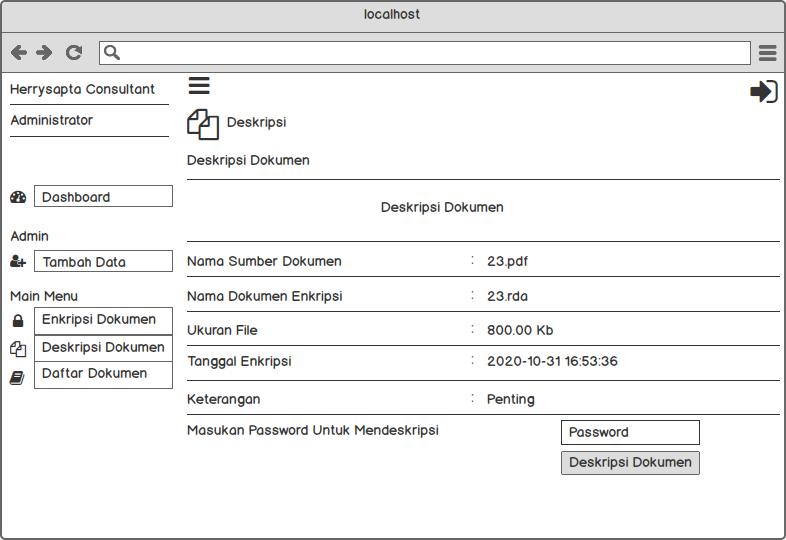 localhost
Herrysapta Consultant
Administrator
Dashboard
Admin
Tambah Data
Main Menu
Enkripsi Dokumen
Deskripsi Dokumen
Daftar Dokumen
Deskripsi
Deskripsi Dokumen
Deskripsi Dokumen
Nama Sumber Dokumen : 23.pdf
Nama Dokumen Enkripsi : 23.rda
Ukuran File : 800.00 Kb
Tanggal Enkripsi : 2020-10-31 16:53:36
Keterangan : Penting
Masukan Password Untuk Mendeskripsi Password
Deskripsi Dokumen